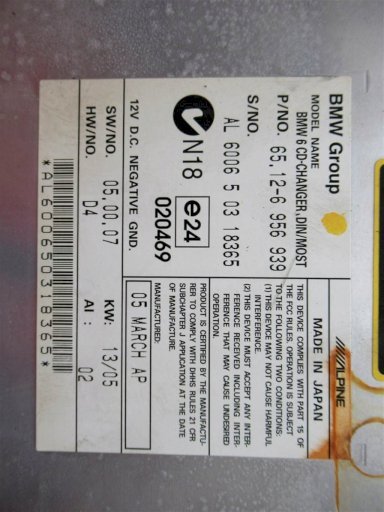 BMW Group
MODEL NAME
BMW 6 CD-CHANGER,DIN/MOST
P/NO. 65,12-6 956 939
S/NO.
AL 6006 5 03 18365
N18
e24
020469
12V D.C. NEGATIVE GND.
SW/NO. 05,00.07 KW: 13/05
HW/NO. D4 AI : 02
*AL600650318365*
ALPINE
MADE IN JAPAN
THIS DEVICE COMPLIES WITH PART 15 OF
THE FCC RULES. OPERATION IS SUBJECT
TO THE FOLLOWING TWO CONDITIONS:
(1) THIS DEVICE MAY NOT CAUSE HARMFUL
INTERFERENCE.
(2) THIS DEVICE MUST ACCEPT ANY INTER-
FERENCE RECEIVED INCLUDING INTER-
FERENCE THAT MAY CAUSE UNDESIRED
OPERATION.
PRODUCT IS CERTIFIED BY THE MANUFACTU-
RER TO COMPLY WITH DHHS RULES 21 CFR
SUBCHAPTER J APPLICATION AT THE DATE
OF MANUFACTURE.
MANUFACTURED:
05 MARCH AP